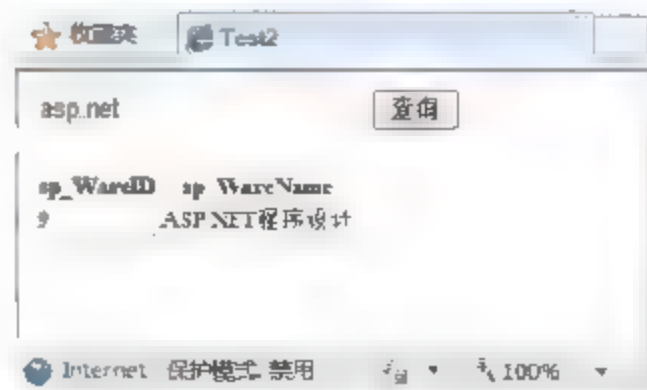 收藏夹 Test2
asp.net 查询
sp_WareID sp_WareName
9 ASP.NET程序设计
Internet 保护模式: 禁用 100%